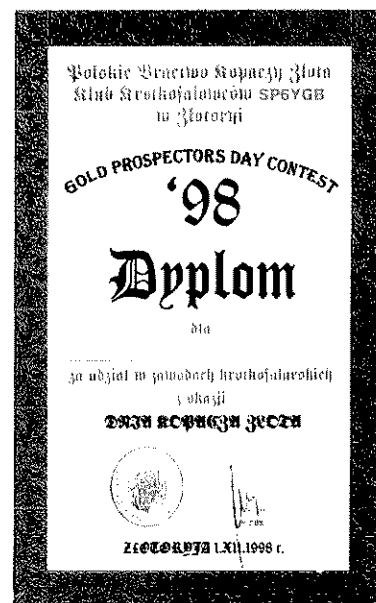 Polskie Bractwo Kopaczy Złota
Klub Krótkofalowców SP6YGB
w Złotoryi
GOLD PROSPECTORS DAY CONTEST
‘98
Dyplom
dla
za udział w zawodach krótkofalarskich
z okazji
DNIA KOPACZA ZŁOTA
ZŁOTORYJA 1.XII.1998 r.